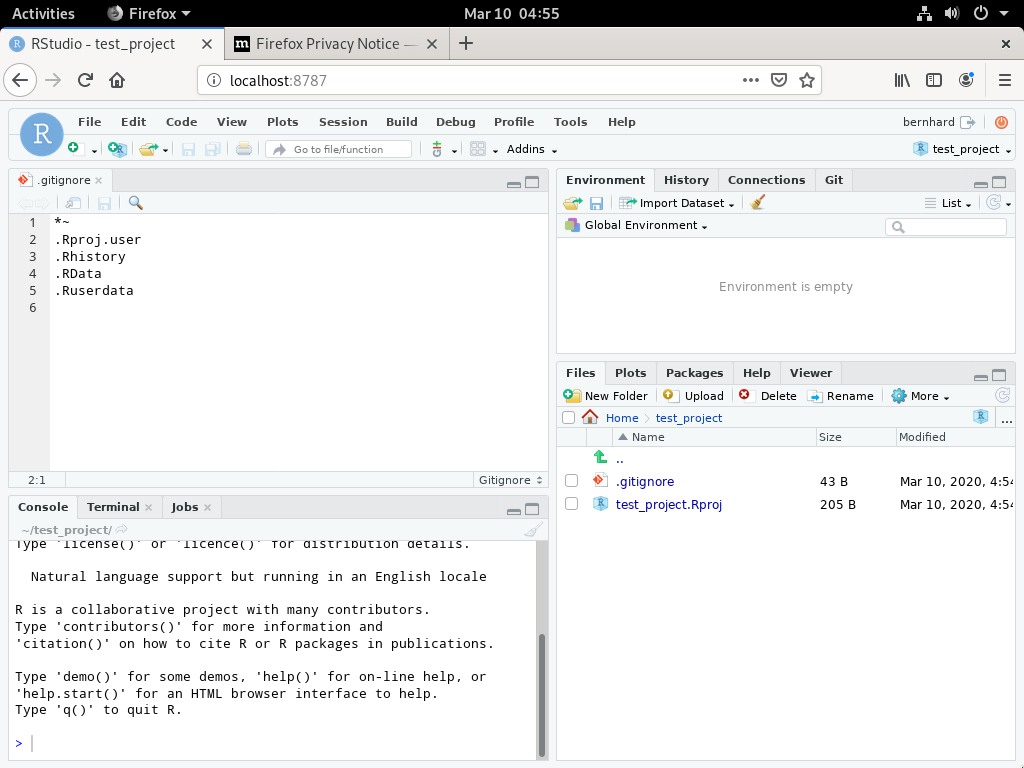 Activities Firefox Mar 10 04:55
RStudio - test_project Firefox Privacy Notice —
localhost:8787
R File Edit Code View Plots Session Build Debug Profile Tools Help bernhard
Go to file/function Addins test_project
.gitignore
1 *~
2 .Rproj.user
3 .Rhistory
4 .RData
5 .Ruserdata
6
2:1 Gitignore
Console Terminal Jobs
~/test_project/
Type 'license()' or 'licence()' for distribution details.
Natural language support but running in an English locale
R is a collaborative project with many contributors.
Type 'contributors()' for more information and
'citation()' on how to cite R or R packages in publications.
Type 'demo()' for some demos, 'help()' for on-line help, or
'help.start()' for an HTML browser interface to help.
Type 'q()' to quit R.
>
Environment History Connections Git
Import Dataset List
Global Environment
Environment is empty
Files Plots Packages Help Viewer
New Folder Upload Delete Rename More
Home test_project ...
Name Size Modified
..
.gitignore 43 B Mar 10, 2020, 4:54
test_project.Rproj 205 B Mar 10, 2020, 4:54